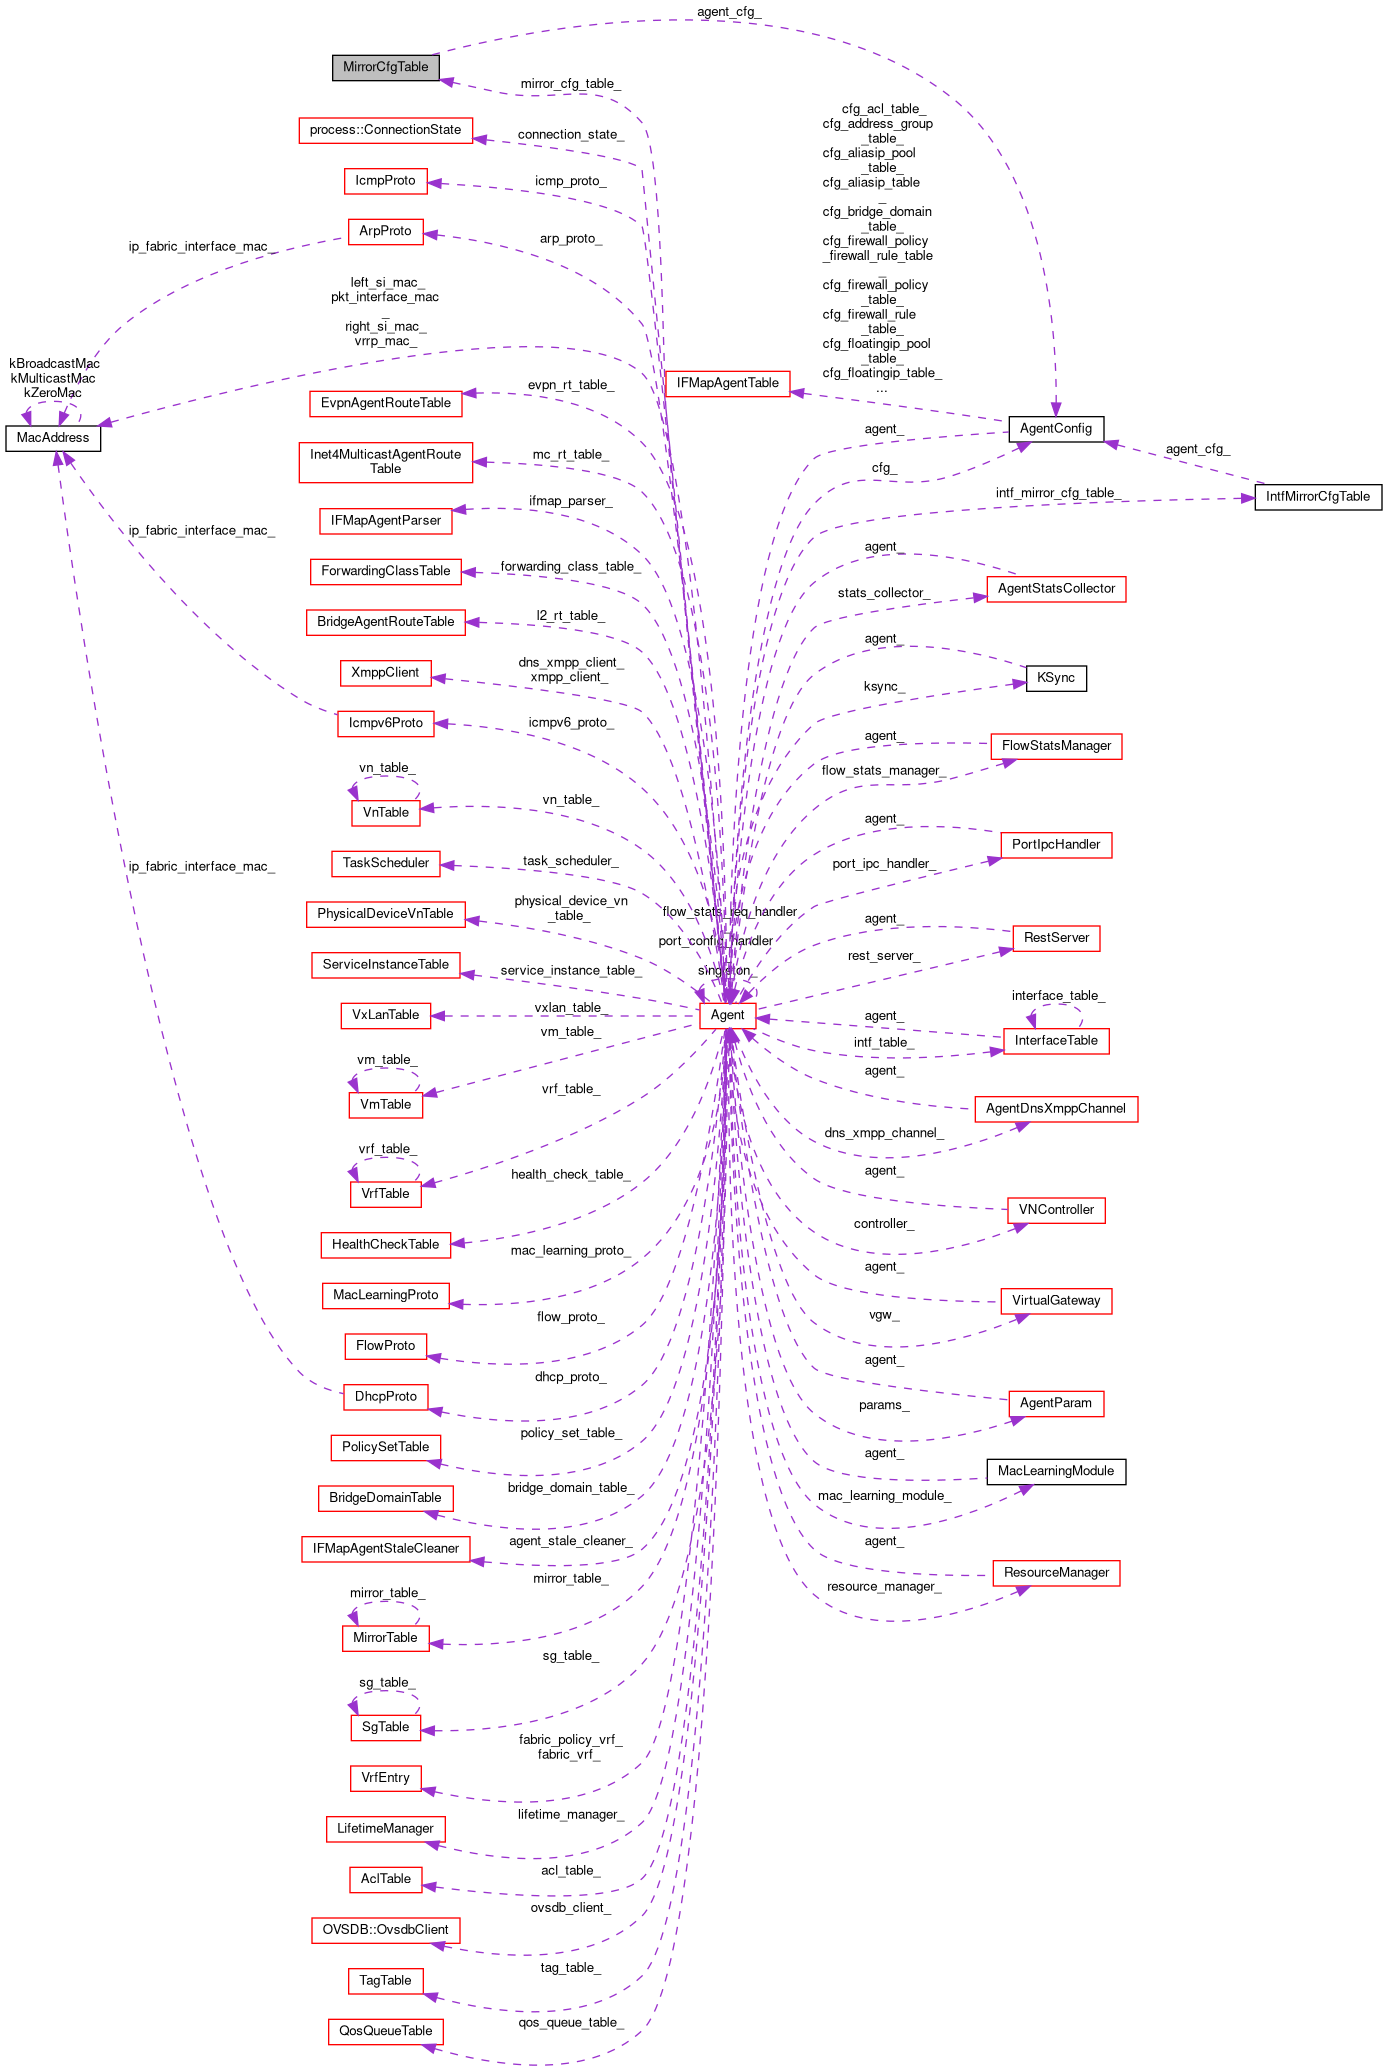 agent_cfg_
MirrorCfgTable
mirror_cfg_table_
process::ConnectionState
connection_state_
IcmpProto
icmp_proto_
ArpProto
arp_proto_
ip_fabric_interface_mac_
left_si_mac_
pkt_interface_mac
_
right_si_mac_
vrrp_mac_
cfg_acl_table_
cfg_address_group
_table_
cfg_aliasip_pool
_table_
cfg_aliasip_table
_
cfg_bridge_domain
_table_
cfg_firewall_policy
_firewall_rule_table
_
cfg_firewall_policy
_table_
cfg_firewall_rule
_table_
cfg_floatingip_pool
_table_
cfg_floatingip_table_
...
kBroadcastMac
kMulticastMac
kZeroMac
MacAddress
EvpnAgentRouteTable
evpn_rt_table_
IFMapAgentTable
AgentConfig
agent_
cfg_
agent_cfg_
IntfMirrorCfgTable
intf_mirror_cfg_table_
Inet4MulticastAgentRoute
Table
mc_rt_table_
IFMapAgentParser
ifmap_parser_
ip_fabric_interface_mac_
ForwardingClassTable
forwarding_class_table_
agent_
AgentStatsCollector
stats_collector_
BridgeAgentRouteTable
l2_rt_table_
XmppClient
dns_xmpp_client_
xmpp_client_
agent_
KSync
ksync_
Icmpv6Proto
icmpv6_proto_
agent_
FlowStatsManager
flow_stats_manager_
vn_table_
VnTable
vn_table_
agent_
PortIpcHandler
port_ipc_handler_
TaskScheduler
task_scheduler_
ip_fabric_interface_mac_
PhysicalDeviceVnTable
physical_device_vn
_table_
flow_stats_req_handler
_
port_config_handler
_
singleton_
Agent
agent_
RestServer
rest_server_
ServiceInstanceTable
service_instance_table_
VxLanTable
vxlan_table_
interface_table_
InterfaceTable
agent_
intf_table_
vm_table_
VmTable
vm_table_
agent_
AgentDnsXmppChannel
dns_xmpp_channel_
vrf_table_
VrfTable
vrf_table_
agent_
VNController
controller_
HealthCheckTable
health_check_table_
MacLearningProto
mac_learning_proto_
agent_
VirtualGateway
vgw_
FlowProto
flow_proto_
DhcpProto
dhcp_proto_
agent_
AgentParam
params_
PolicySetTable
policy_set_table_
agent_
MacLearningModule
mac_learning_module_
BridgeDomainTable
bridge_domain_table_
IFMapAgentStaleCleaner
agent_stale_cleaner_
agent_
ResourceManager
resource_manager_
mirror_table_
MirrorTable
mirror_table_
sg_table_
SgTable
sg_table_
VrfEntry
fabric_policy_vrf_
fabric_vrf_
LifetimeManager
lifetime_manager_
AclTable
acl_table_
OVSDB::OvsdbClient
ovsdb_client_
TagTable
tag_table_
QosQueueTable
qos_queue_table_